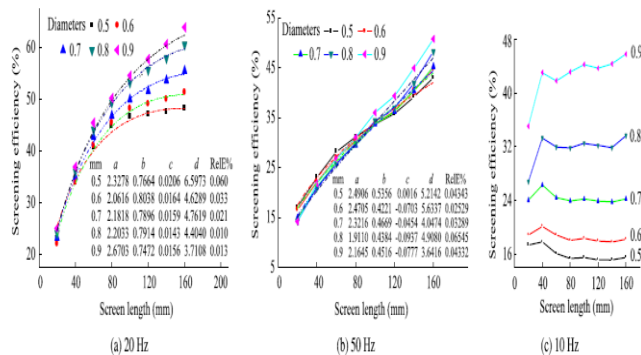 Diameters 0.5 0.6
0.7 0.8 0.9
Screening efficiency (%)
60
50
40
30
20
mm a b c d RelE%
0.5 2.3278 0.7664 0.0206 6.5973 0.060
0.6 2.0616 0.8038 0.0164 4.6289 0.033
0.7 2.1818 0.7896 0.0159 4.7619 0.021
0.8 2.2033 0.7914 0.0143 4.4040 0.010
0.9 2.6703 0.7472 0.0156 3.7108 0.013
0 40 80 120 160 200
Screen length (mm)
(a) 20 Hz
Diameters 0.5 0.6
0.7 0.8 0.9
Screening efficiency (%)
55
45
35
25
15
5
mm a b c d RelE%
0.5 2.4906 0.5356 0.0016 5.2142 0.04343
0.6 2.4705 0.4221 -0.0703 5.6337 0.02529
0.7 2.3216 0.4669 -0.0454 4.0474 0.05289
0.8 1.9110 0.4384 -0.0937 4.9080 0.06545
0.9 2.1645 0.4516 -0.0777 3.6416 0.04332
0 40 80 120 160 200
Screen length (mm)
(b) 50 Hz
Screening efficiency (%)
48
40
32
24
16
0.9
0.8
0.7
0.6
0.5
0 40 80 120 160
Screen length (mm)
(c) 10 Hz